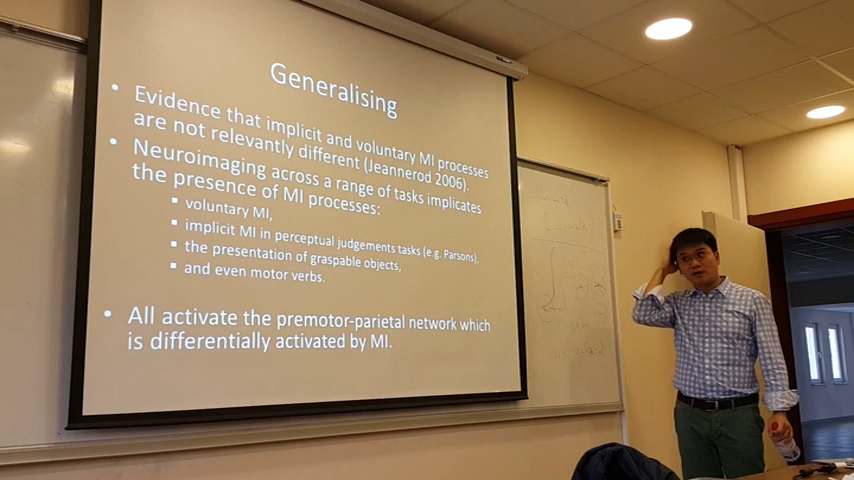 Generalising
• Evidence that implicit and voluntary MI processes
are not relevantly different (Jeannerod 2006).
• Neuroimaging across a range of tasks implicates
the presence of MI processes:
▪ voluntary MI,
▪ implicit MI in perceptual judgements tasks (e.g. Parsons),
▪ the presentation of graspable objects,
▪ and even motor verbs.
• All activate the premotor-parietal network which
is differentially activated by MI.